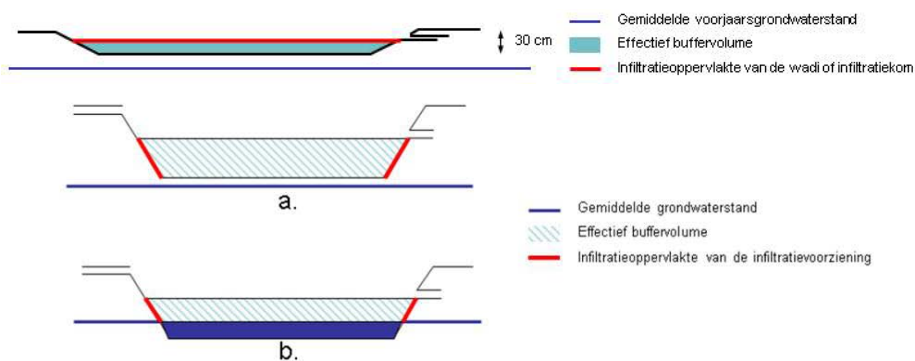 Gemiddelde voorjaarsgrondwaterstand
30 cm
Effectief buffervolume
Infiltratieoppervlakte van de wadi of infiltratiekom
a.
Gemiddelde grondwaterstand
Effectief buffervolume
Infiltratieoppervlakte van de infiltratievoorziening
b.